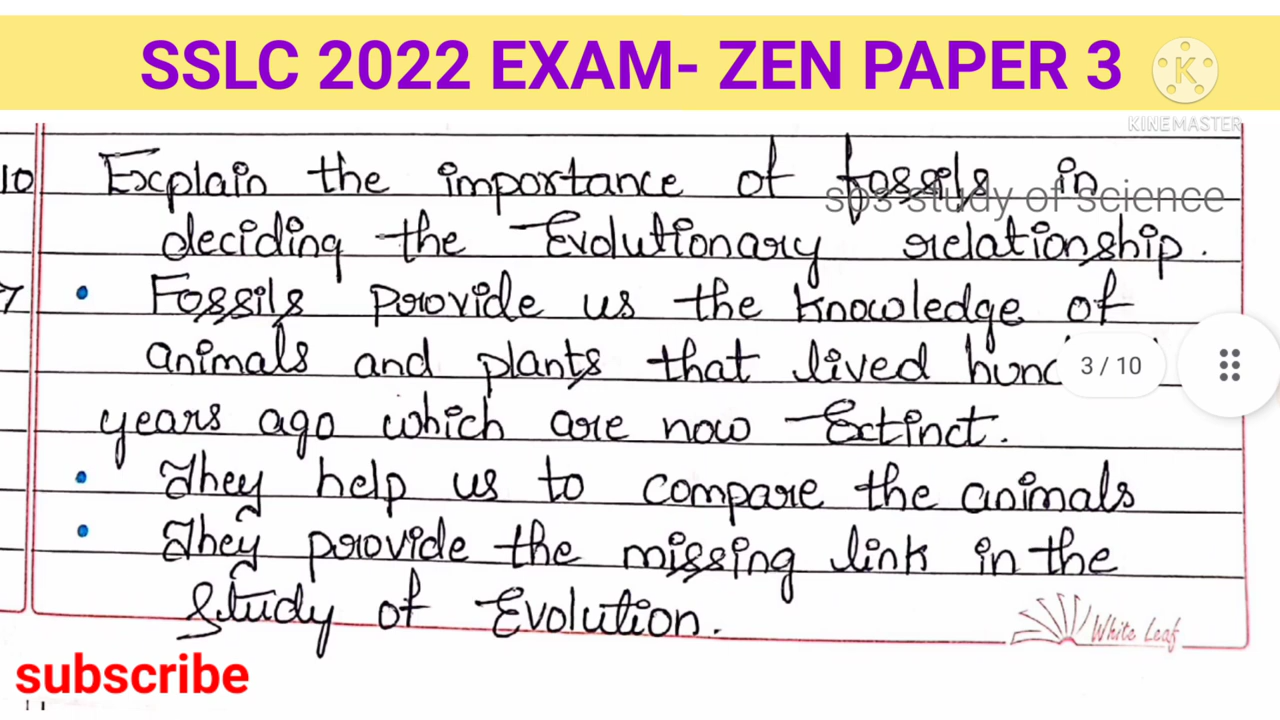 SSLC 2022 EXAM- ZEN PAPER 3
K
KINEMASTER
10 Explain the importance of fossils in
sps study of science
deciding the Evolutionary relationship.
7 • Fossils provide us the knowledge of
animals and plants that lived
3 / 10
years ago which are now Extinct.
• They help us to compare the animals
• They provide the missing link in the
study of Evolution.
White Leaf
subscribe